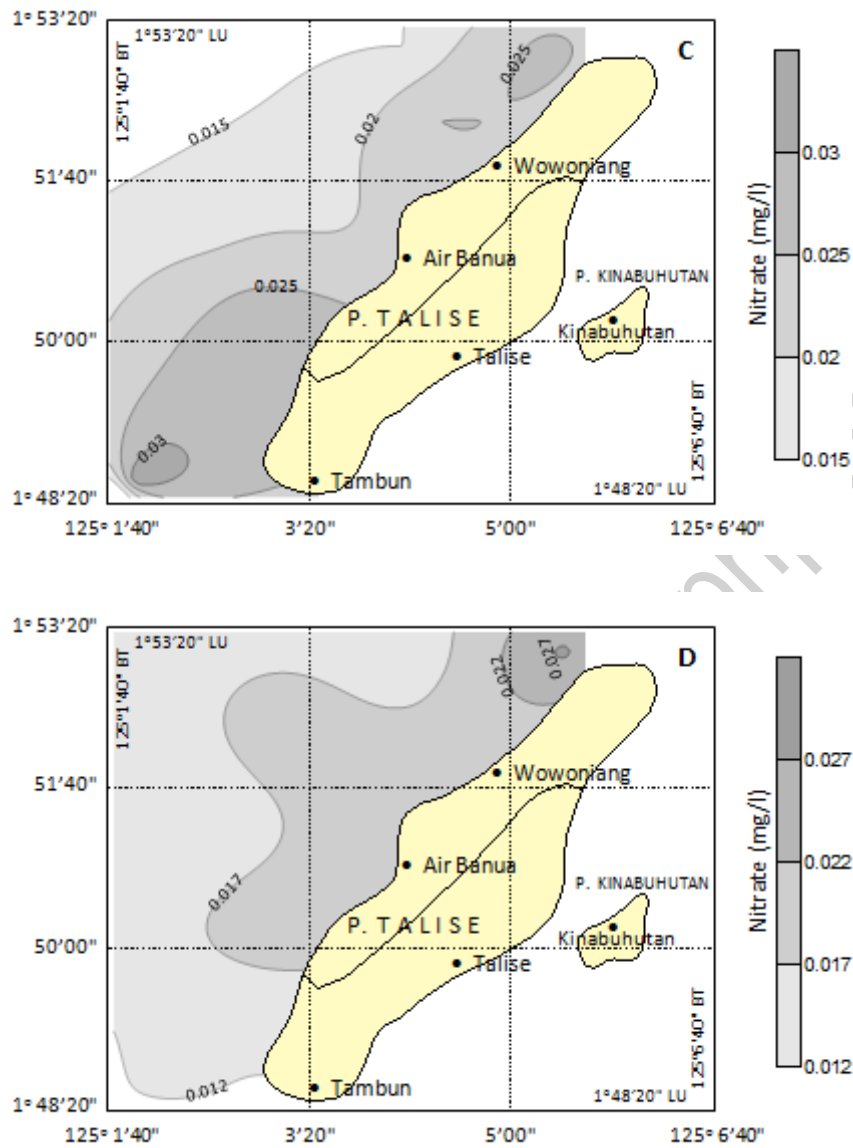 1° 53'20"
1°53'20" LU
125°1'40" BT
C
0.025
0.015
0.02
Wowoniang
51'40"
Air Banua
P. KINABUHUTAN
0.025
P. TALISE
Kinabuhutan
50'00"
Talise
125°6'40" BT
0.03
Tambun
1°48'20" LU
1° 48'20"
125° 1'40"
3'20"
5'00"
125° 6'40"
Nitrate (mg/l)
0.03
0.025
0.02
0.015
1° 53'20"
1°53'20" LU
125°1'40" BT
D
0.022
0.027
Wowoniang
51'40"
Air Banua
P. KINABUHUTAN
0.017
P. TALISE
Kinabuhutan
50'00"
Talise
125°6'40" BT
0.012
Tambun
1°48'20" LU
1° 48'20"
125° 1'40"
3'20"
5'00"
125° 6'40"
Nitrate (mg/l)
0.027
0.022
0.017
0.012